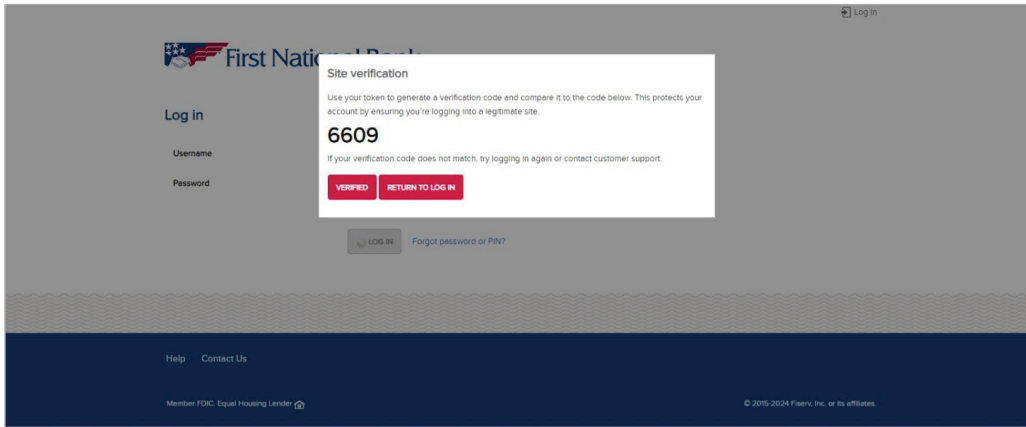 Log in
First Natio
Site verification
Use your token to generate a verification code and compare it to the code below. This protects your
account by ensuring you're logging into a legitimate site.
6609
If your verification code does not match, try logging in again or contact customer support.
VERIFIED RETURN TO LOG IN
Log in
Username
Password
LOG IN Forgot password or PIN?
Help Contact Us
Member FDIC, Equal Housing Lender
© 2015-2024 Fiserv, Inc. or its affiliates.